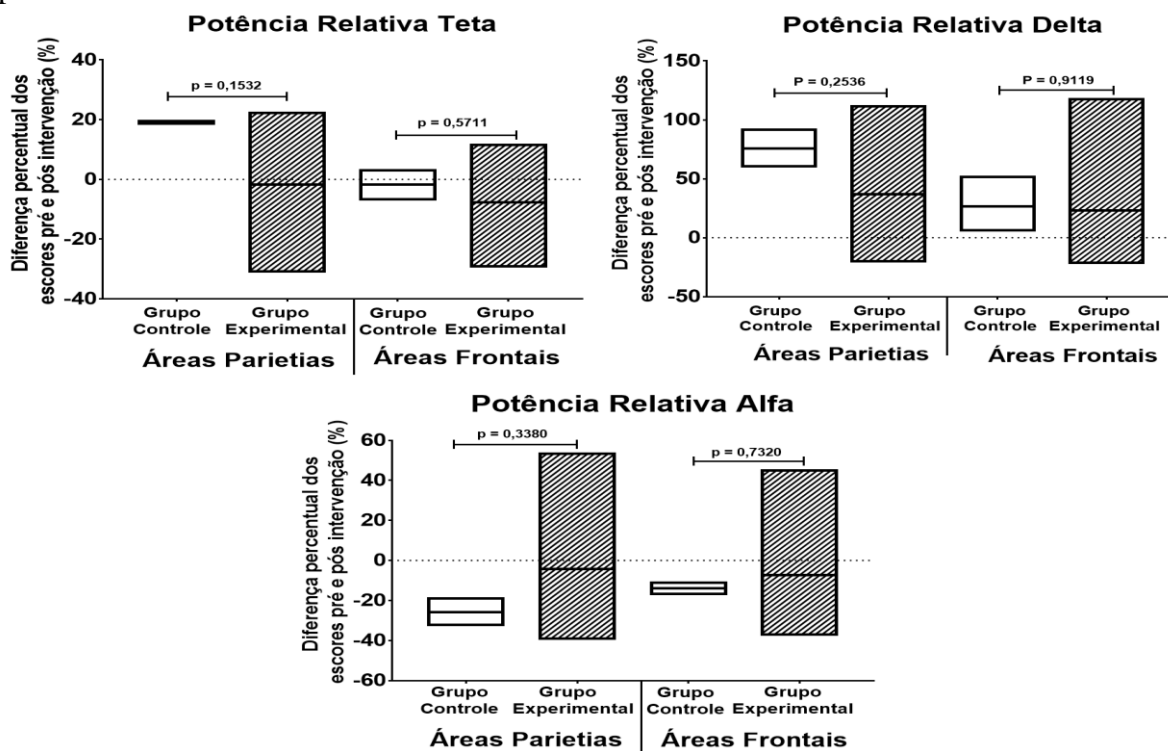 Potência Relativa Teta
Diferença percentual dos
escores pré e pós intervenção (%)
40
20
0
-20
-40
p = 0,1532
p = 0,5711
Grupo Controle
Grupo Experimental
Grupo Controle
Grupo Experimental
Áreas Parietias
Áreas Frontais
Potência Relativa Delta
Diferença percentual dos
escores pré e pós intervenção (%)
150
100
50
0
-50
P = 0,2536
P = 0,9119
Grupo Controle
Grupo Experimental
Grupo Controle
Grupo Experimental
Áreas Parietias
Áreas Frontais
Potência Relativa Alfa
Diferença percentual dos
escores pré e pós intervenção (%)
60
40
20
0
-20
-40
-60
p = 0,3380
p = 0,7320
Grupo Controle
Grupo Experimental
Grupo Controle
Grupo Experimental
Áreas Parietias
Áreas Frontais